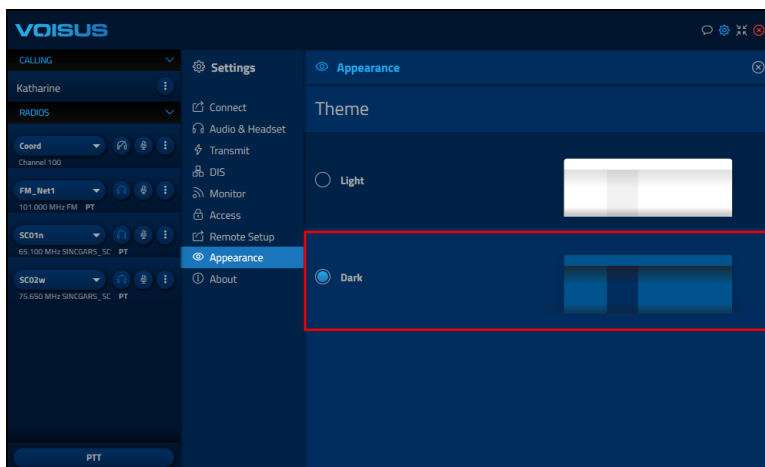 VOISUS
CALLING
Katharine
RADIOS
Coord
Channel 100
FM_Net1
101.000 MHz FM PT
SC01n
65.100 MHz SINCGARS_SC PT
SC02w
75.650 MHz SINCGARS_SC PT
PTT
Settings
Connect
Audio & Headset
Transmit
DIS
Monitor
Access
Remote Setup
Appearance
About
Appearance
Theme
Light
Dark